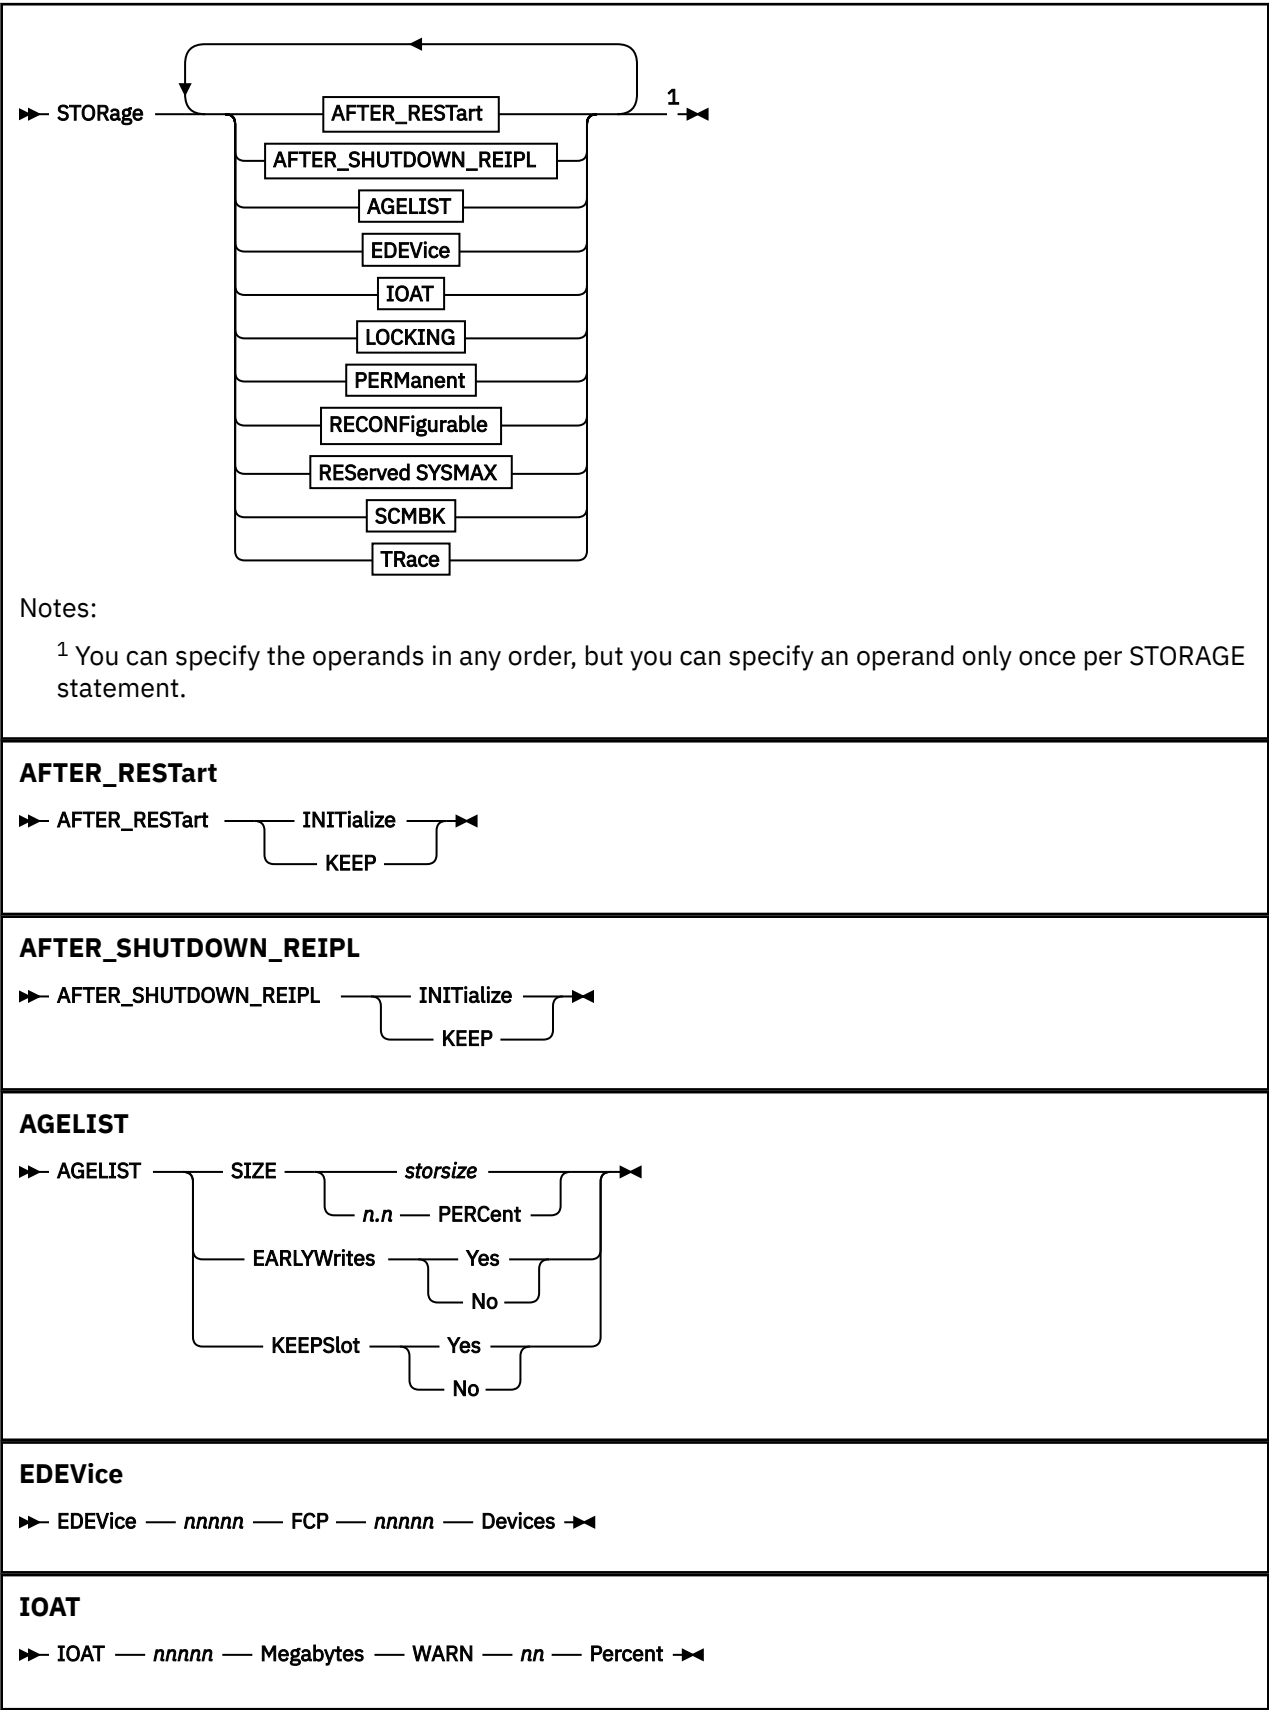 1
STORage AFTER_RESTart
AFTER_SHUTDOWN_REIPL
AGELIST
EDEVice
IOAT
LOCKING
PERManent
RECONFigurable
REServed SYSMAX
SCMBK
TRace
Notes:
1 You can specify the operands in any order, but you can specify an operand only once per STORAGE
statement.
AFTER_RESTart
AFTER_RESTart INITialize
KEEP
AFTER_SHUTDOWN_REIPL
AFTER_SHUTDOWN_REIPL INITialize
KEEP
AGELIST
AGELIST SIZE storsize
n.n PERCent
EARLYWrites Yes
No
KEEPSlot Yes
No
EDEVice
EDEVice nnnnn FCP nnnnn Devices
IOAT
IOAT nnnnn Megabytes WARN nn Percent